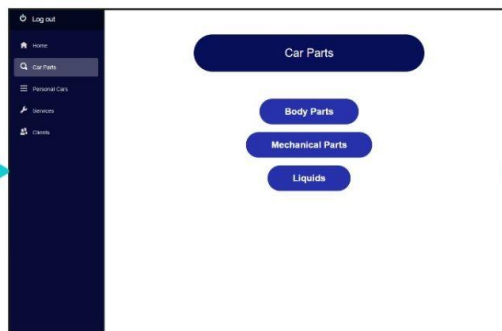 Log out
Home
Car Parts
Personal Cars
Services
Clients
Car Parts
Body Parts
Mechanical Parts
Liquids